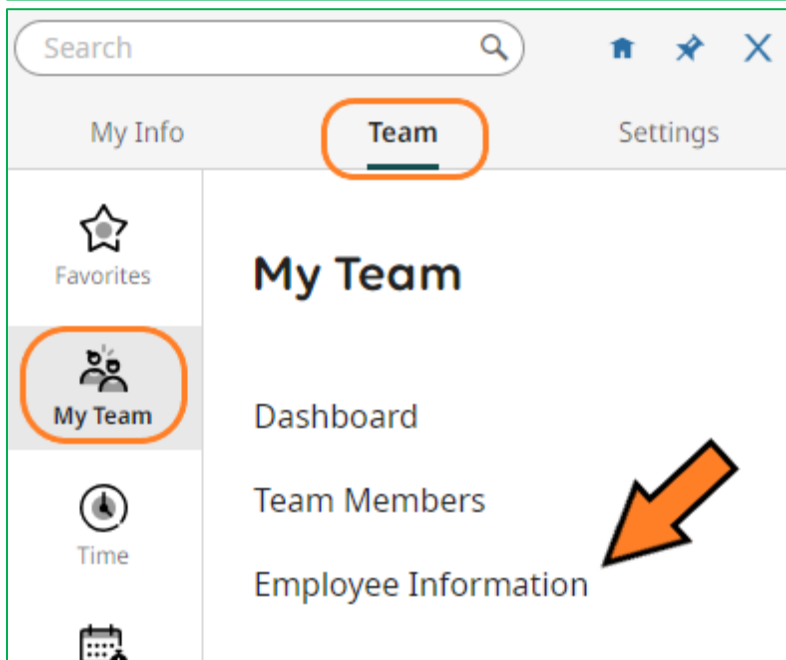 Search
My Info Team Settings
Favorites
My Team
My Team
Dashboard
Team Members
Time
Employee Information